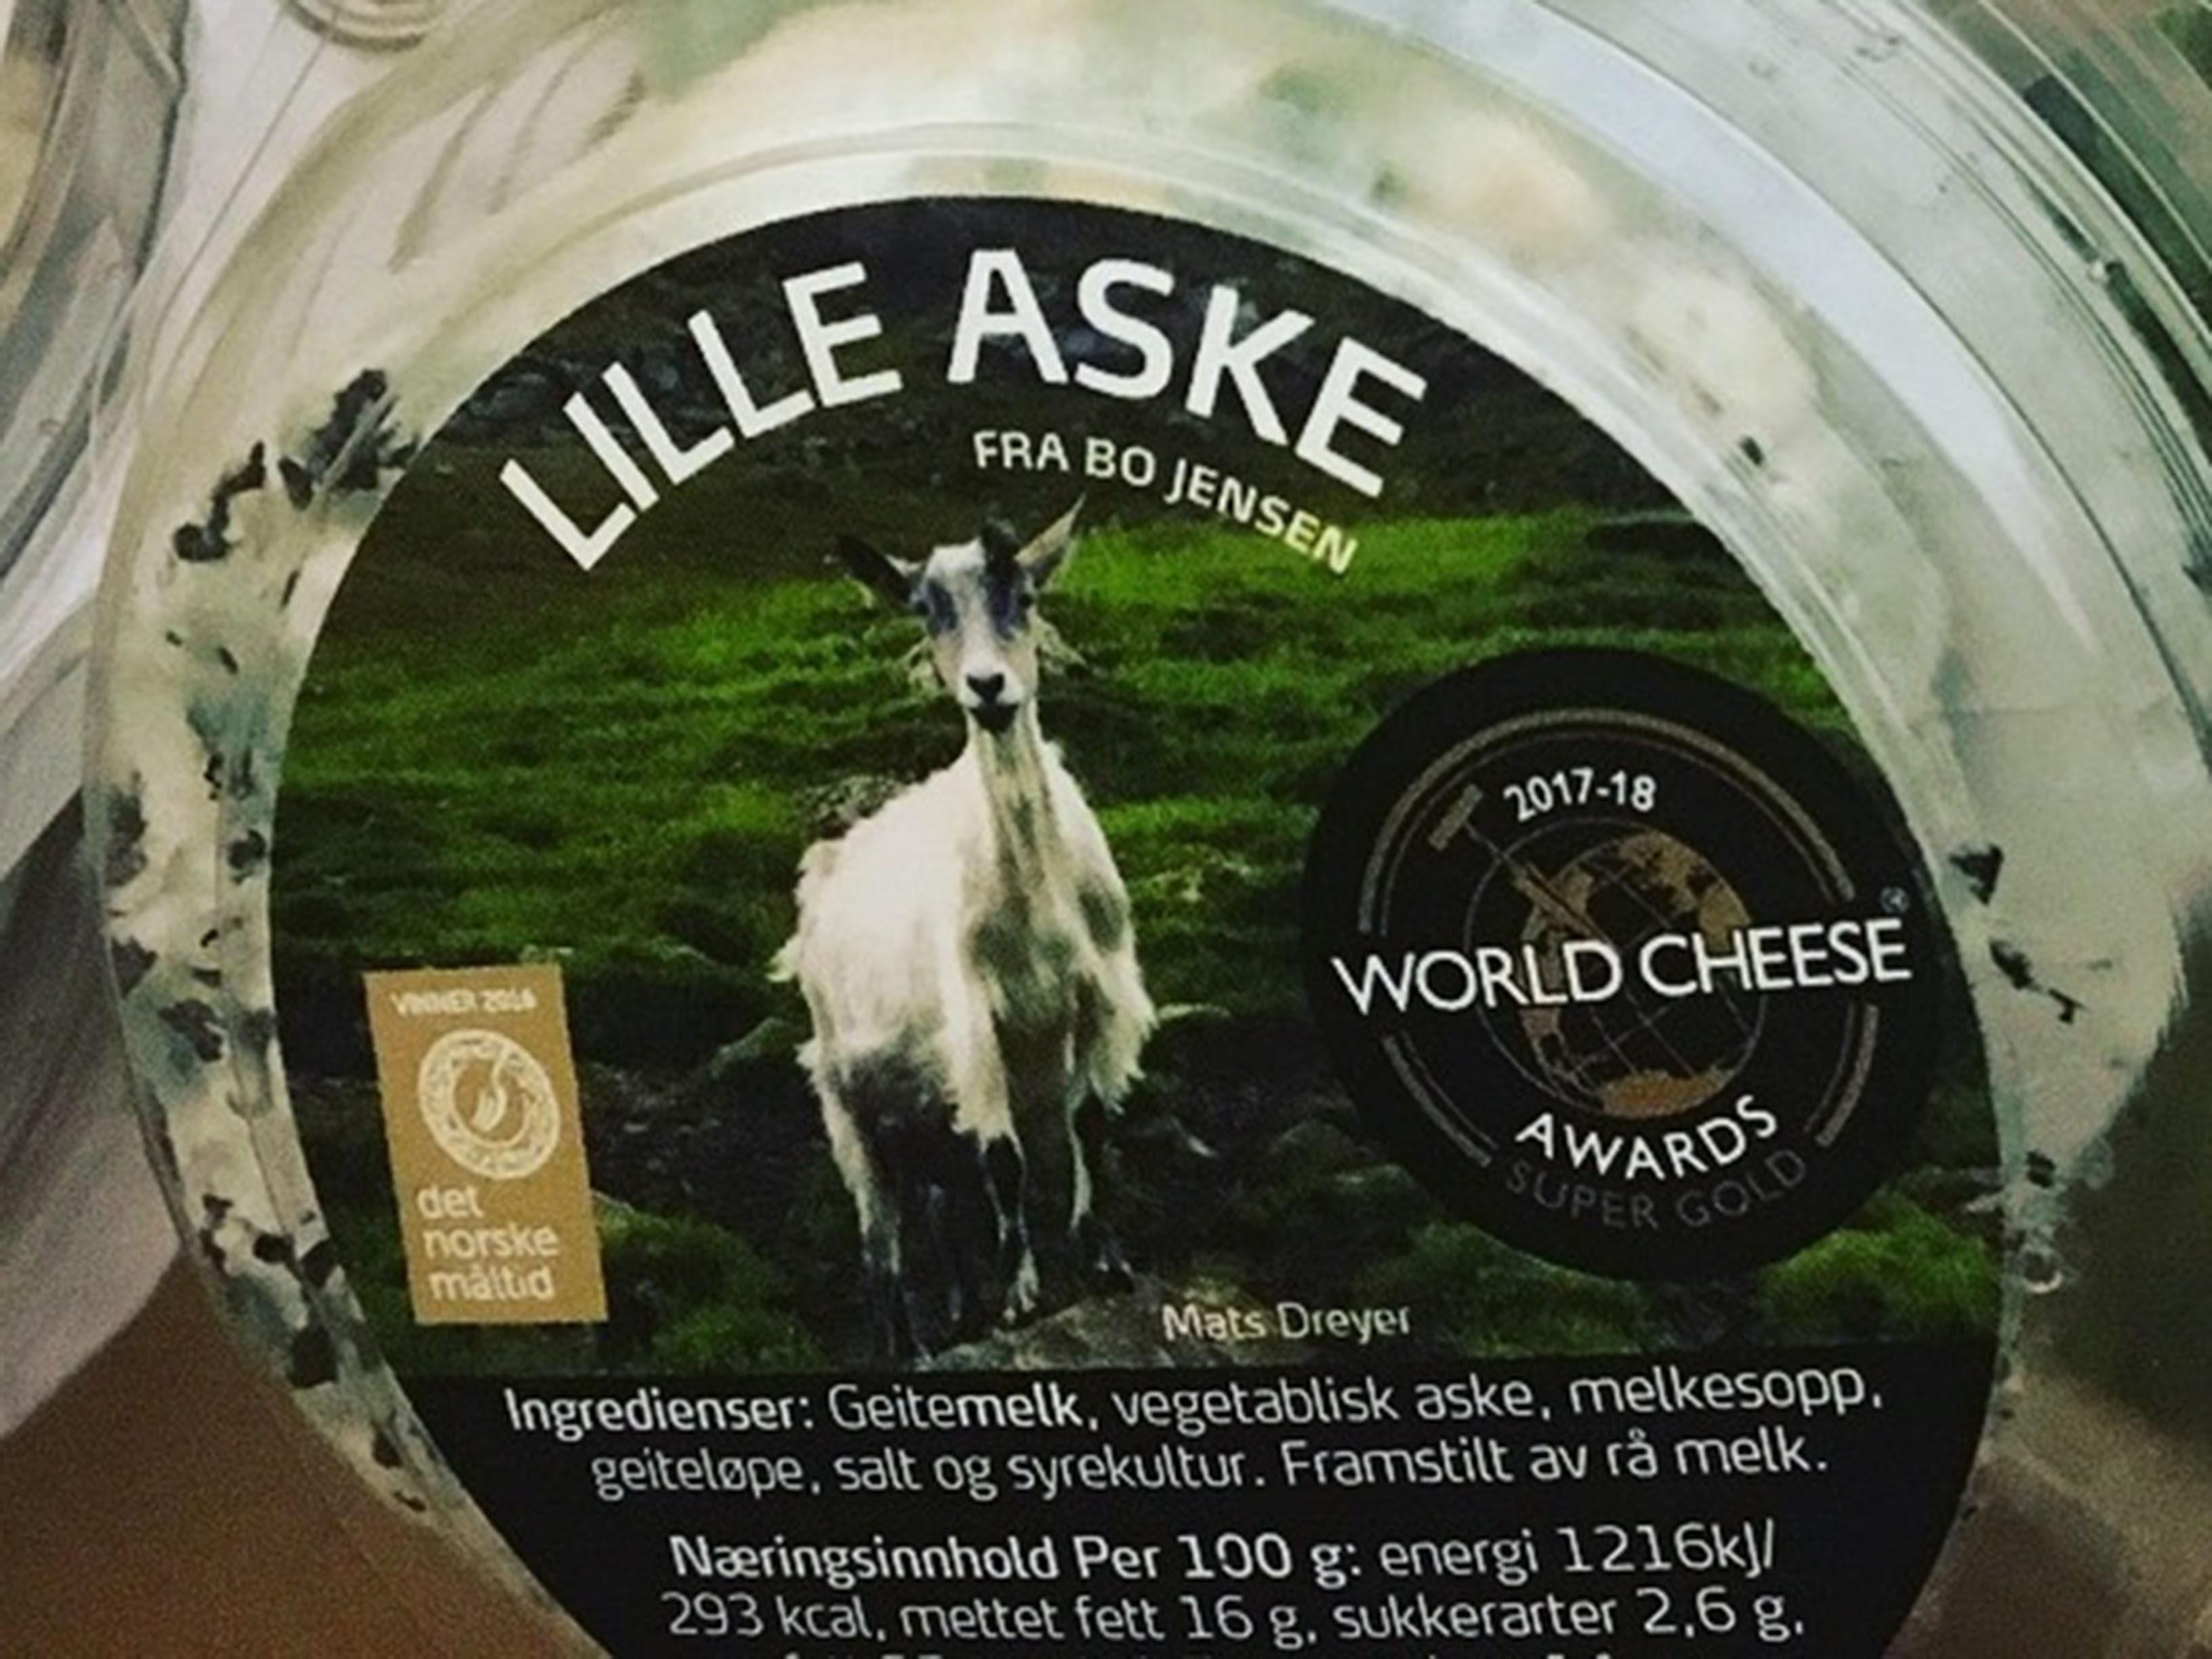 LILLE ASKE
FRA BO JENSEN
2017-18
WORLD CHEESE®
AWARDS
SUPER GOLD
VINNER 2016
det
norske
måltid
Mats Dreyer
Ingredienser: Geitemelk, vegetablisk aske, melkesopp,
geiteløpe, salt og syrekultur. Framstilt av rå melk.
Næringsinnhold Per 100 g: energi 1216kJ/
293 kcal, mettet fett 16 g, sukkerarter 2,6 g,